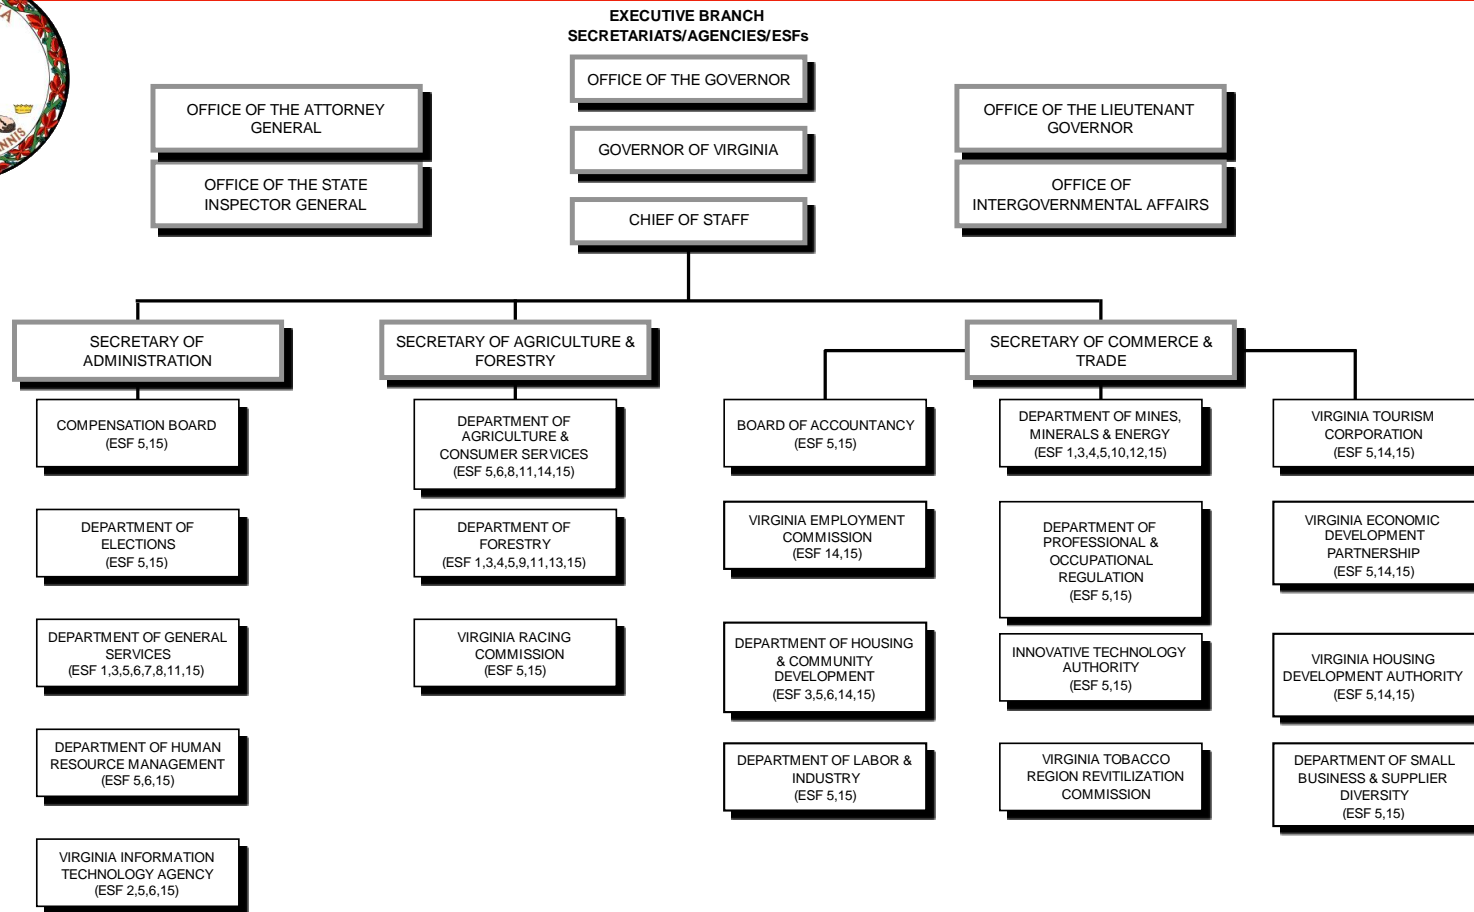 EXECUTIVE BRANCH
SECRETARIATS/AGENCIES/ESFs
OFFICE OF THE GOVERNOR
OFFICE OF THE ATTORNEY
GENERAL
OFFICE OF THE LIEUTENANT
GOVERNOR
GOVERNOR OF VIRGINIA
OFFICE OF THE STATE
INSPECTOR GENERAL
OFFICE OF
INTERGOVERNMENTAL AFFAIRS
CHIEF OF STAFF
SECRETARY OF
ADMINISTRATION
SECRETARY OF AGRICULTURE &
FORESTRY
SECRETARY OF COMMERCE &
TRADE
COMPENSATION BOARD
(ESF 5,15)
DEPARTMENT OF
AGRICULTURE &
CONSUMER SERVICES
(ESF 5,6,8,11,14,15)
BOARD OF ACCOUNTANCY
(ESF 5,15)
DEPARTMENT OF MINES,
MINERALS & ENERGY
(ESF 1,3,4,5,10,12,15)
VIRGINIA TOURISM
CORPORATION
(ESF 5,14,15)
DEPARTMENT OF
ELECTIONS
(ESF 5,15)
DEPARTMENT OF
FORESTRY
(ESF 1,3,4,5,9,11,13,15)
VIRGINIA EMPLOYMENT
COMMISSION
(ESF 14,15)
DEPARTMENT OF
PROFESSIONAL &
OCCUPATIONAL
REGULATION
(ESF 5,15)
VIRGINIA ECONOMIC
DEVELOPMENT
PARTNERSHIP
(ESF 5,14,15)
DEPARTMENT OF GENERAL
SERVICES
(ESF 1,3,5,6,7,8,11,15)
VIRGINIA RACING
COMMISSION
(ESF 5,15)
DEPARTMENT OF HOUSING
& COMMUNITY
DEVELOPMENT
(ESF 3,5,6,14,15)
INNOVATIVE TECHNOLOGY
AUTHORITY
(ESF 5,15)
VIRGINIA HOUSING
DEVELOPMENT AUTHORITY
(ESF 5,14,15)
DEPARTMENT OF HUMAN
RESOURCE MANAGEMENT
(ESF 5,6,15)
DEPARTMENT OF LABOR &
INDUSTRY
(ESF 5,15)
VIRGINIA TOBACCO
REGION REVITILIZATION
COMMISSION
DEPARTMENT OF SMALL
BUSINESS & SUPPLIER
DIVERSITY
(ESF 5,15)
VIRGINIA INFORMATION
TECHNOLOGY AGENCY
(ESF 2,5,6,15)